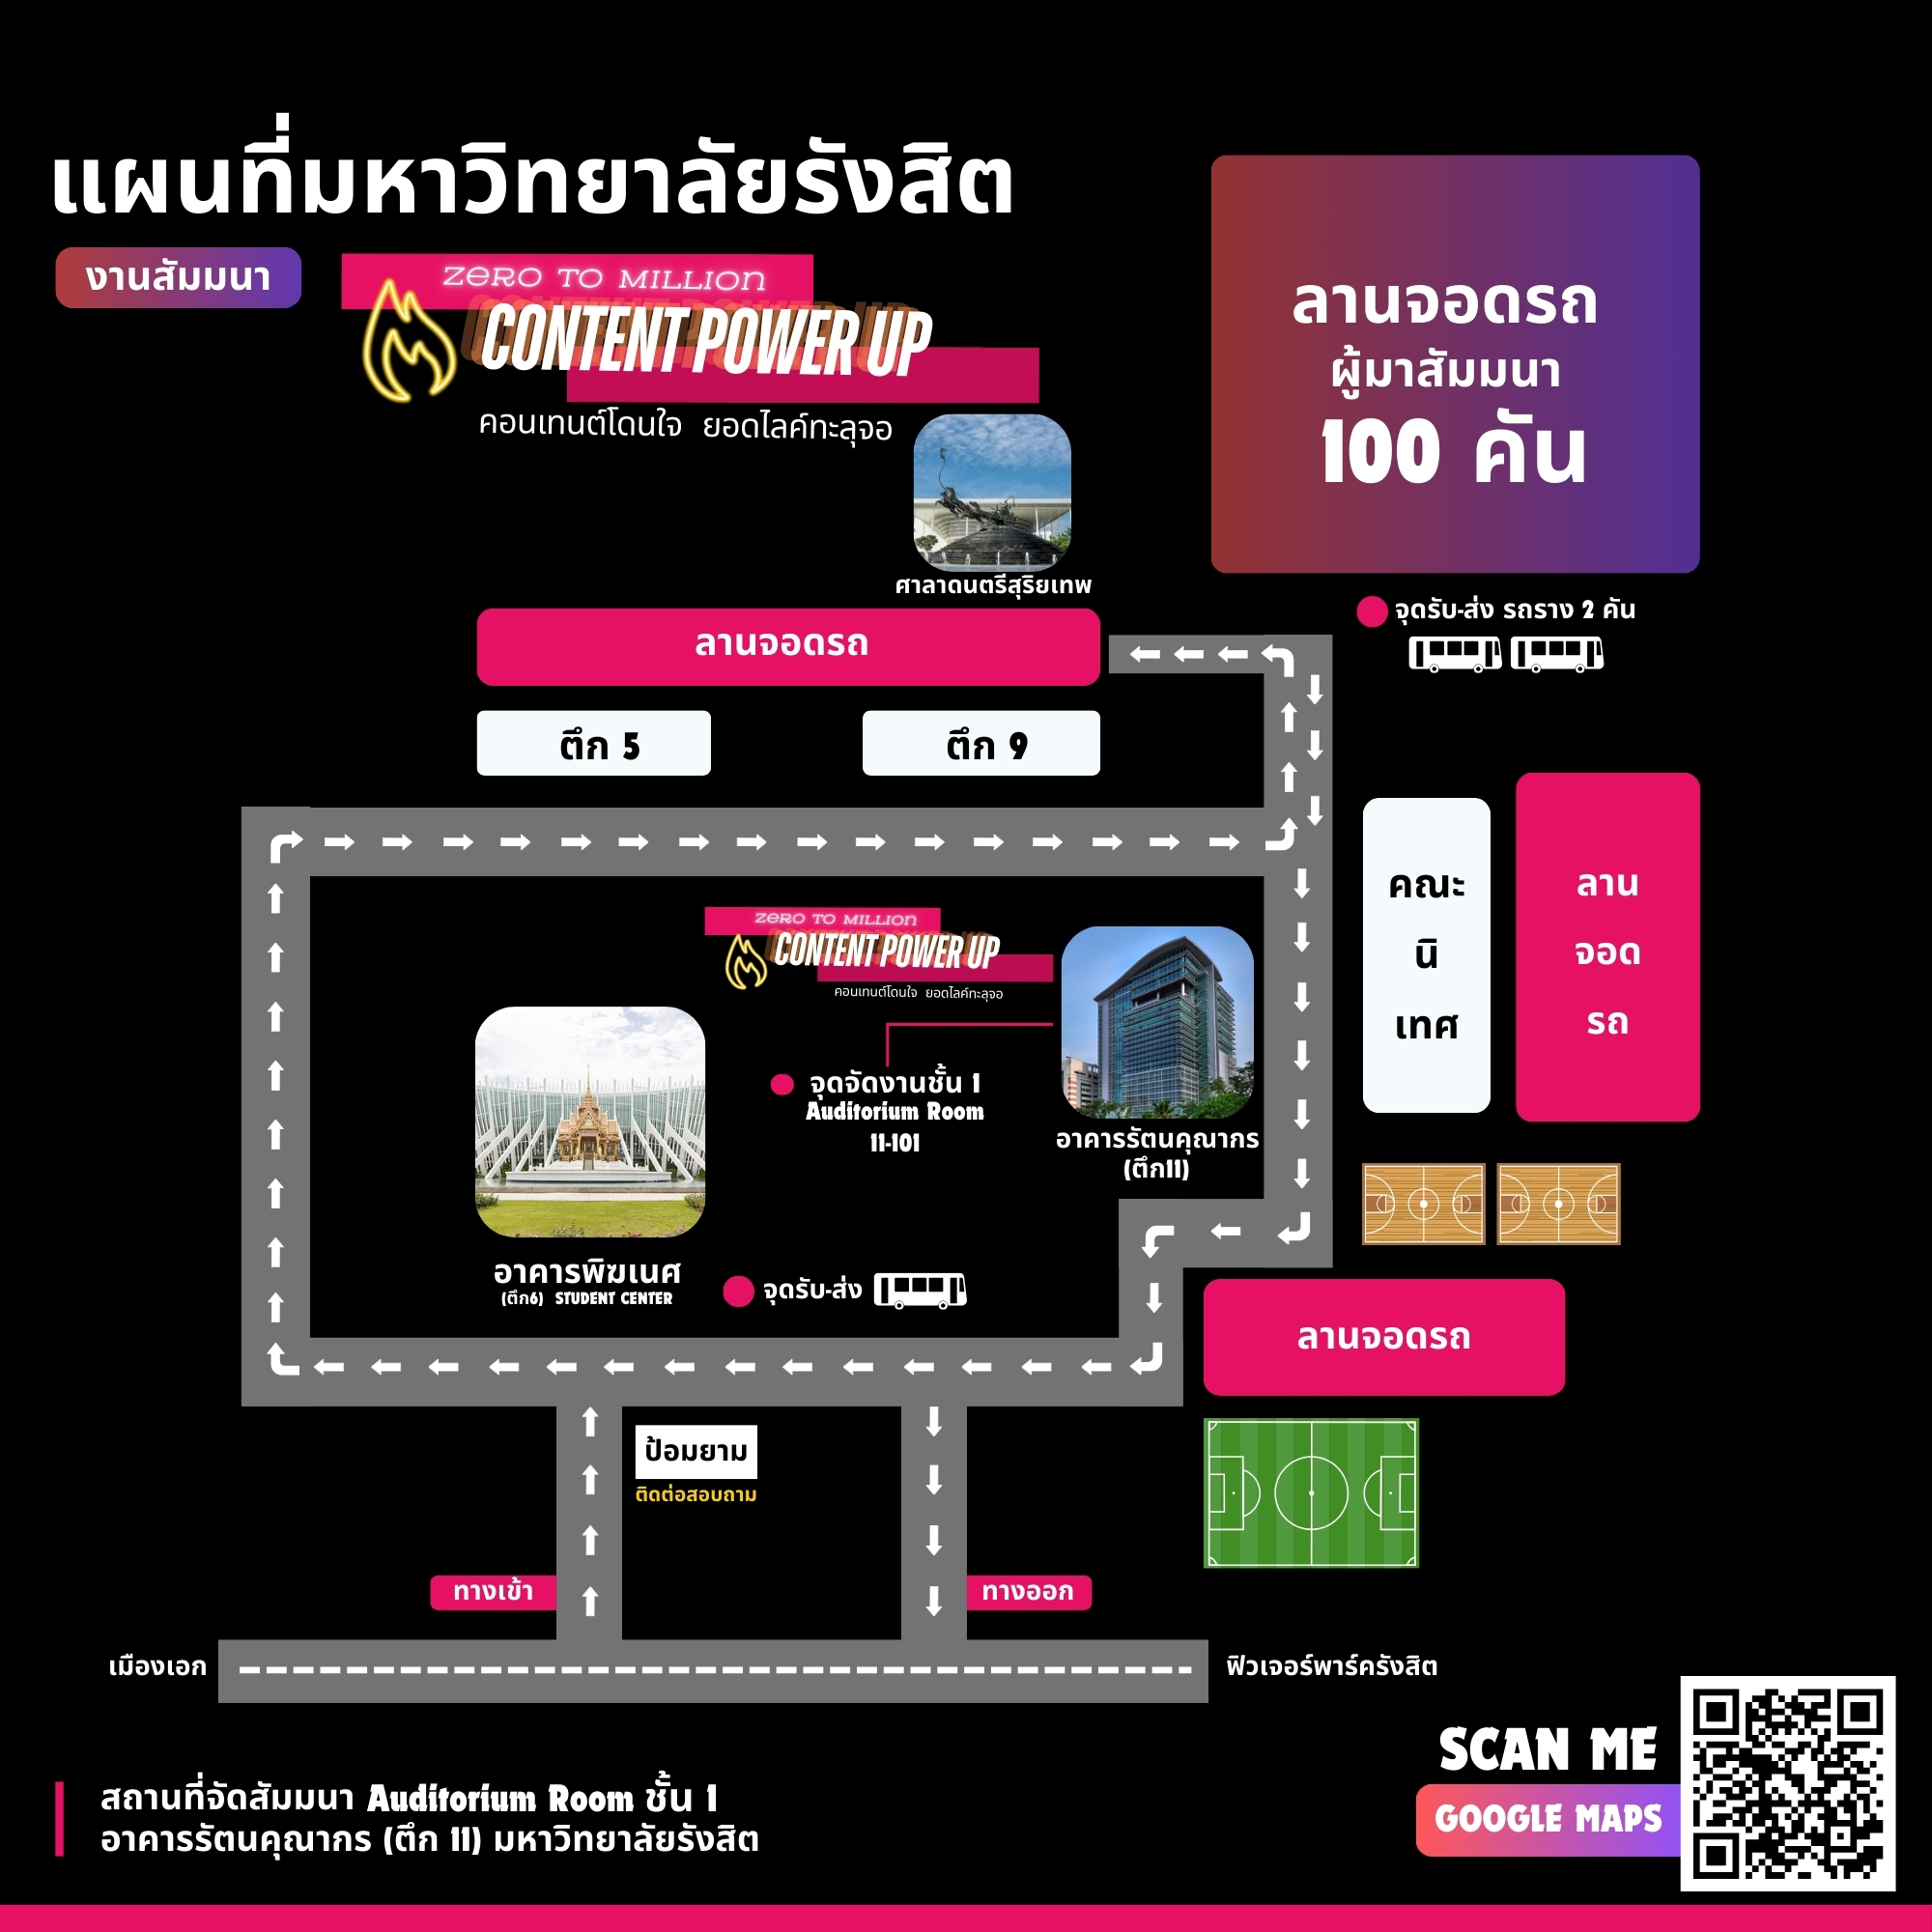 แผนที่มหาวิทยาลัยรังสิต
งานสัมมนา
ZERO TO MILLION
CONTENT POWER UP
คอนเทนต์โดนใจ ยอดไลค์ทะลุจอ
ลานจอดรถ
ผู้มาสัมมนา
100 คัน
ศาลาดนตรีสุริยเทพ
จุดรับ-ส่ง รถราง 2 คัน
ลานจอดรถ
ตึก 5
ตึก 9
คณะ
นิ
เทศ
ลาน
จอด
รถ
ZERO TO MILLION
CONTENT POWER UP
คอนเทนต์โดนใจ ยอดไลค์ทะลุจอ
จุดจัดงานชั้น 1
Auditorium Room
11-101
อาคารรัตนคุณากร
(ตึก11)
อาคารพิฆเนศ
(ตึก6) STUDENT CENTER
จุดรับ-ส่ง
ลานจอดรถ
ป้อมยาม
ติดต่อสอบถาม
ทางเข้า
ทางออก
เมืองเอก
ฟิวเจอร์พาร์ครังสิต
สถานที่จัดสัมมนา Auditorium Room ชั้น 1
อาคารรัตนคุณากร (ตึก 11) มหาวิทยาลัยรังสิต
SCAN ME
GOOGLE MAPS